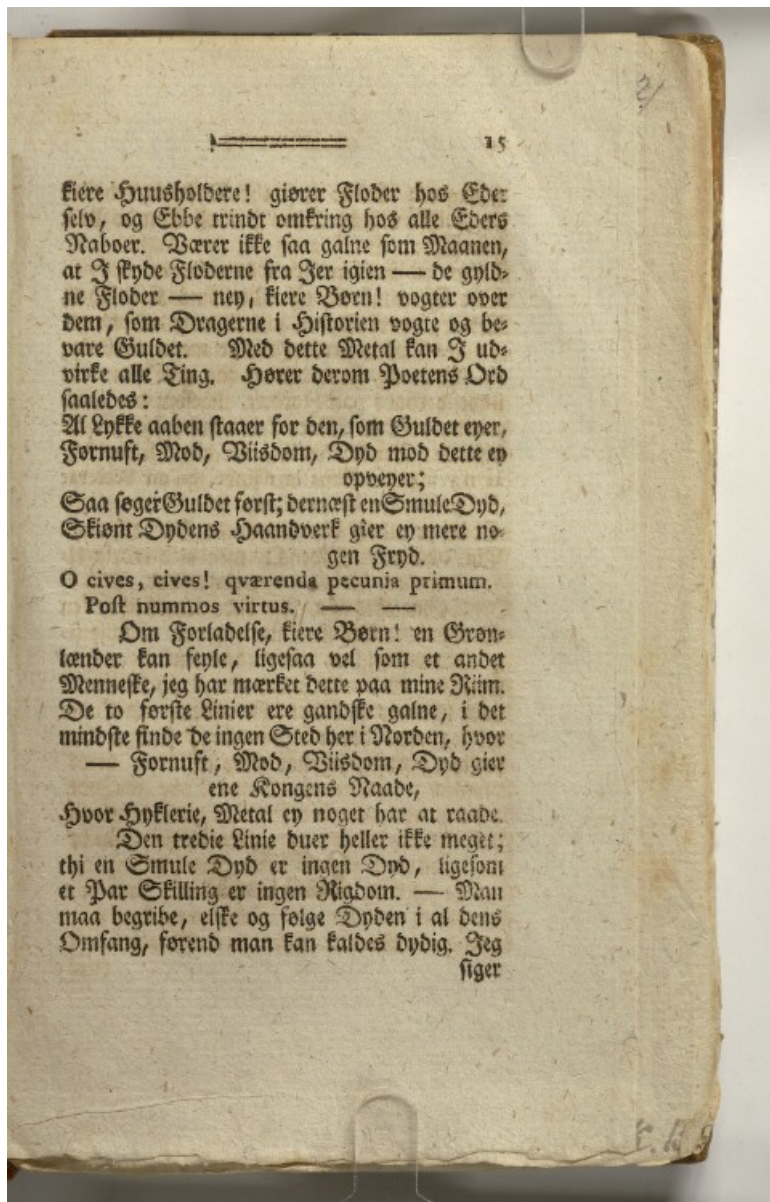 15
kiere Huusholdere! giører Floder hos Eder
selv, og Ebbe trindt omkring hos alle Eders
Naboer. Værer ikke saa galne som Maanen,
at I skyde Floderne fra Jer igien — de gyld-
ne Floder — ney, kiere Børn! vogter over
dem, som Dragerne i Historien vogte og be-
vare Guldet. Med dette Metal kan I ud-
virke alle Ting. Hører derom Poetens Ord
saaledes:
Al Lykke aaben staaer for den, som Guldet eyer,
Fornuft, Mod, Viisdom, Dyd mod dette ey
opveyer;
Saa søger Guldet først; dernæst en Smule Dyd,
Skiønt Dydens Haandverk gier ey mere no-
gen Fryd.
O cives, cives! qværenda pecunia primum.
Post nummos virtus. — —
Om Forladelse, kiere Børn! en Grøn-
lænder kan feyle, ligesaa vel som et andet
Menneske, jeg har mærket dette paa mine Riim.
De to første Linier ere gandske galne, i det
mindste finde de ingen Sted her i Norden, hvor
— Fornuft, Mod, Viisdom, Dyd gier
ene Kongens Naade,
Hvor Hyklerie, Metal ey noget har at raade.
Den tredie Linie duer heller ikke meget;
thi en Smule Dyd er ingen Dyd, ligesom
et Par Skilling er ingen Rigdom. — Man
maa begribe, elske og følge Dyden i al dens
Omfang, førend man kan kaldes dydig. Jeg
siger